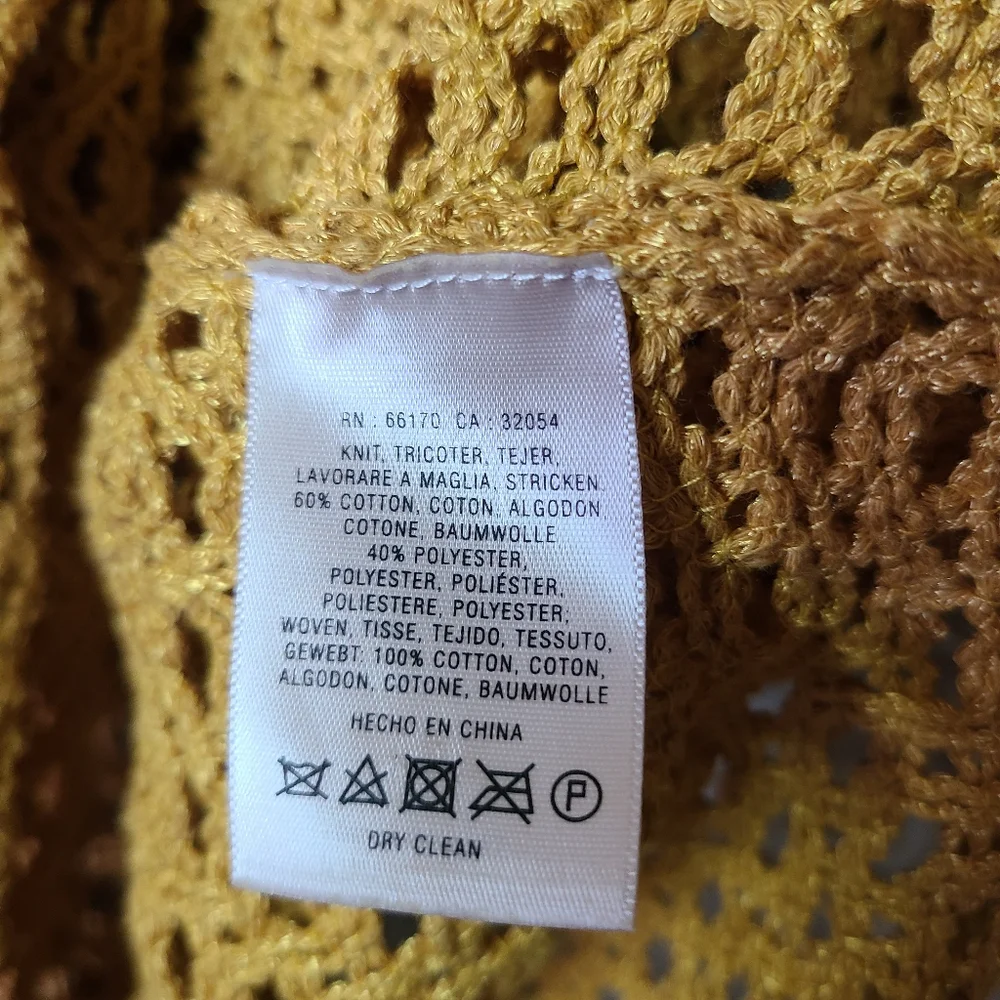 RN : 66170 CA : 32054
KNIT, TRICOTER, TEJER,
LAVORARE A MAGLIA, STRICKEN.
60% COTTON, COTON, ALGODON
COTONE, BAUMWOLLE
40% POLYESTER,
POLYESTER, POLIÉSTER,
POLIESTERE, POLYESTER,
WOVEN, TISSE, TEJIDO, TESSUTO,
GEWEBT: 100% COTTON, COTON,
ALGODON, COTONE, BAUMWOLLE
HECHO EN CHINA
P
DRY CLEAN